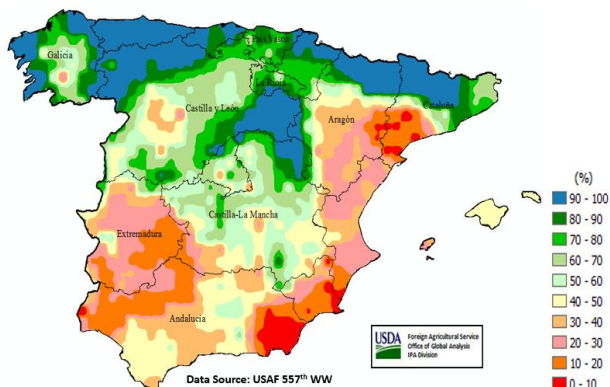 Galicia
País Vasco
La Rioja
Castilla y León
Aragón
Cataluña
Castilla-La Mancha
Extremadura
Andalucía
(%)
90 - 100
80 - 90
70 - 80
60 - 70
50 - 60
40 - 50
30 - 40
20 - 30
10 - 20
0 - 10
USDA
Foreign Agricultural Service
Office of Global Analysis
IPA Division
Data Source: USAF 557th WW